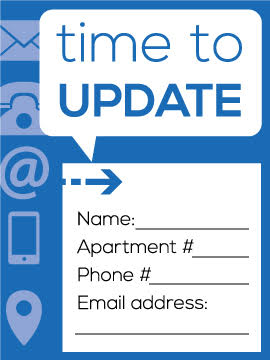 time to
UPDATE
@
Name:
Apartment #
Phone #
Email address: